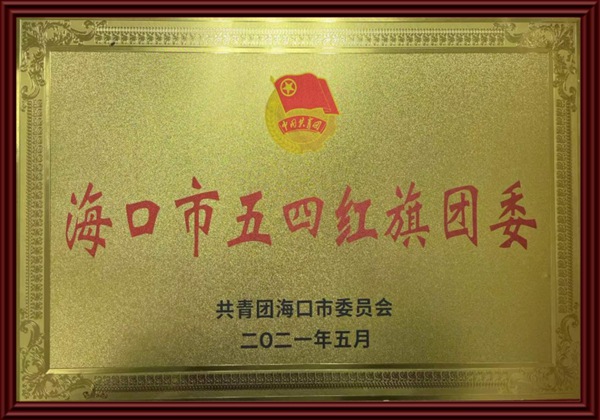 中国共青团
海口市五四红旗团委
共青团海口市委员会
二〇二一年五月